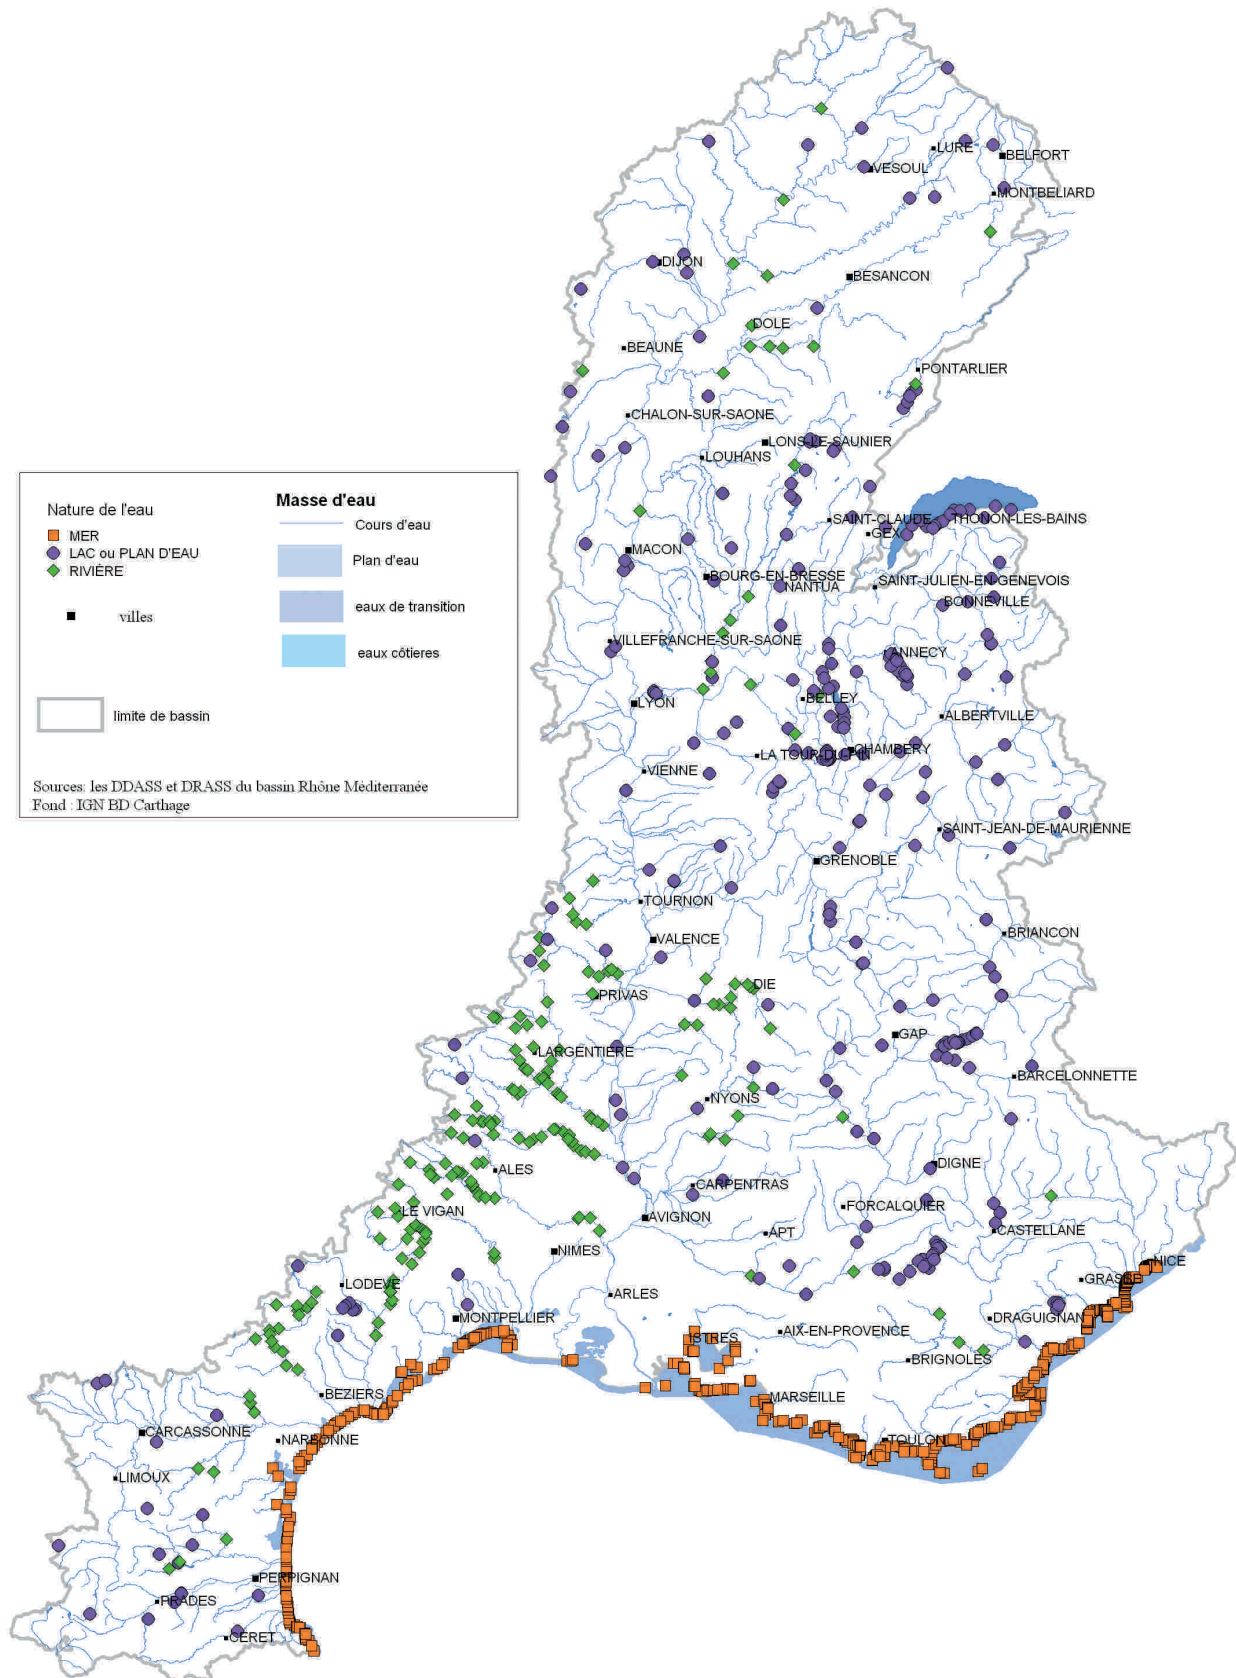 LURE
BELFORT
VESOUL
MONTBELIARD
DIJON
BESANCON
DOLE
BEAUNE
PONTARLIER
CHALON-SUR-SAONE
LONS-LE-SAUNIER
LOUHANS
Nature de l'eau
MER
LAC ou PLAN D'EAU
RIVIÈRE
villes
limite de bassin
Masse d'eau
Cours d'eau
Plan d'eau
eaux de transition
eaux côtieres
Sources: les DDASS et DRASS du bassin Rhône Méditerranée
Fond : IGN BD Carthage
SAINT-CLAUDE
THONON-LES-BAINS
GEX
MACON
BOURG-EN-BRESSE
NANTUA
SAINT-JULIEN-EN-GENEVOIS
BONNEVILLE
VILLEFRANCHE-SUR-SAONE
ANNECY
BELLEY
LYON
ALBERTVILLE
LA TOUR-DU-PIN
CHAMBERY
VIENNE
SAINT-JEAN-DE-MAURIENNE
GRENOBLE
TOURNON
BRIANCON
VALENCE
DIE
PRIVAS
GAP
LARGENTIERE
BARCELONNETTE
NYONS
ALES
DIGNE
CARPENTRAS
LE VIGAN
AVIGNON
FORCALQUIER
APT
CASTELLANE
NIMES
NICE
GRASSE
LODEVE
ARLES
MONTPELLIER
DRAGUIGNAN
ISTRES
AIX-EN-PROVENCE
BRIGNOLES
BEZIERS
MARSEILLE
CARCASSONNE
NARBONNE
TOULON
LIMOUX
PERPIGNAN
PRADES
CERET